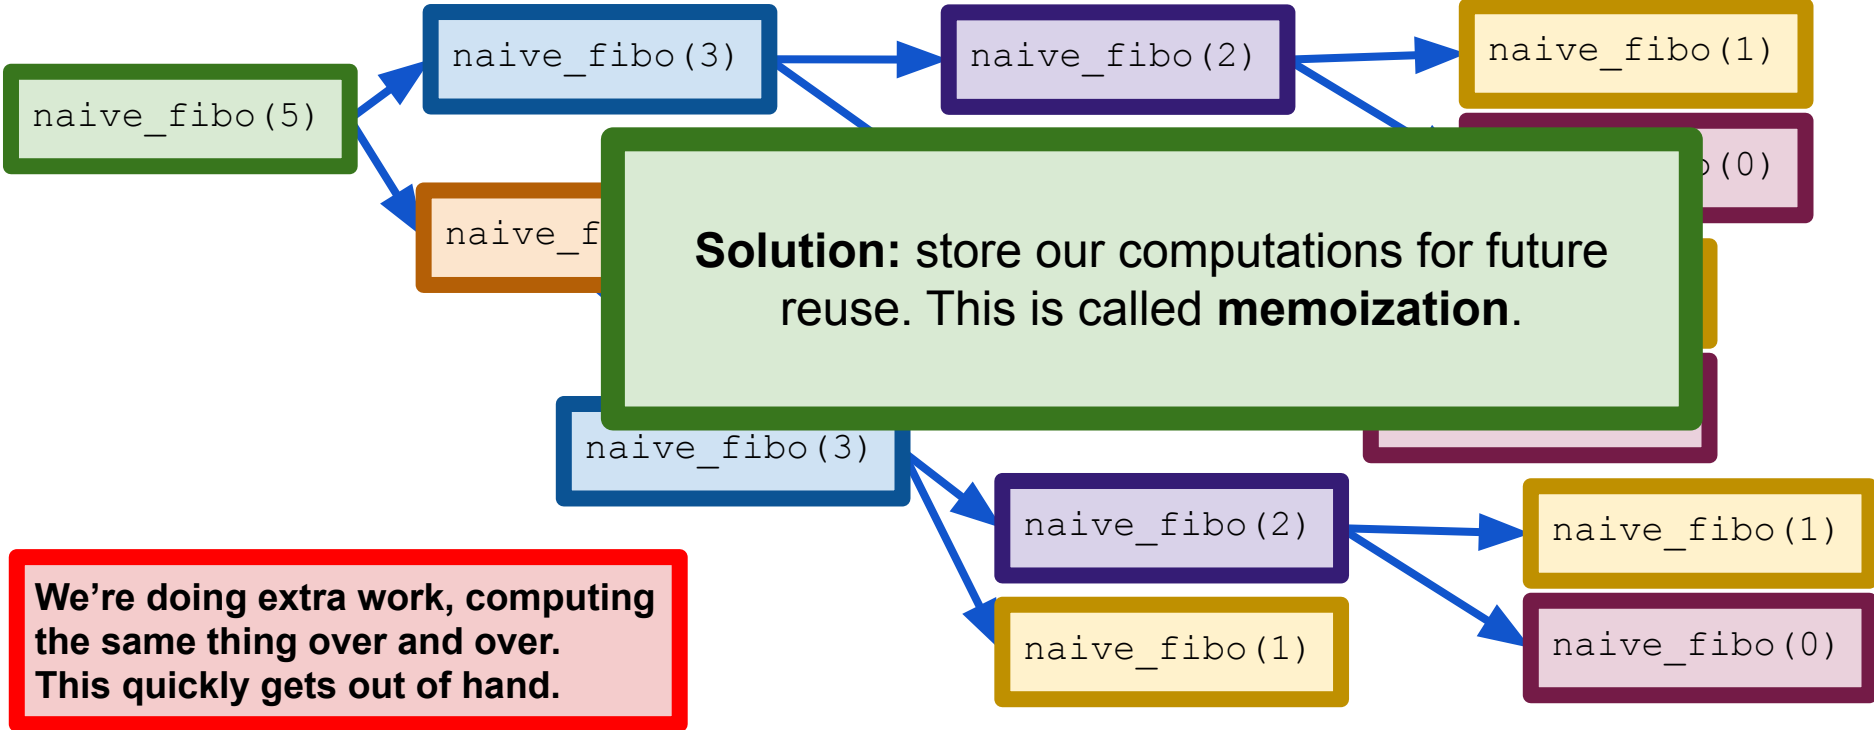 naive_fibo(3)
naive_fibo(2)
naive_fibo(1)
naive_fibo(5)
(0)
naive_f
Solution: store our computations for future
reuse. This is called memoization.
naive_fibo(3)
naive_fibo(2)
naive_fibo(1)
We’re doing extra work, computing
the same thing over and over.
This quickly gets out of hand.
naive_fibo(1)
naive_fibo(0)